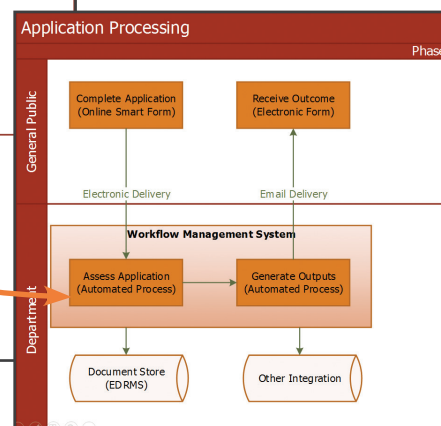 Application Processing
Phase
General Public
Complete Application
(Online Smart Form)
Receive Outcome
(Electronic Form)
Electronic Delivery
Email Delivery
Department
Workflow Management System
Assess Application
(Automated Process)
Generate Outputs
(Automated Process)
Document Store
(EDRMS)
Other Integration